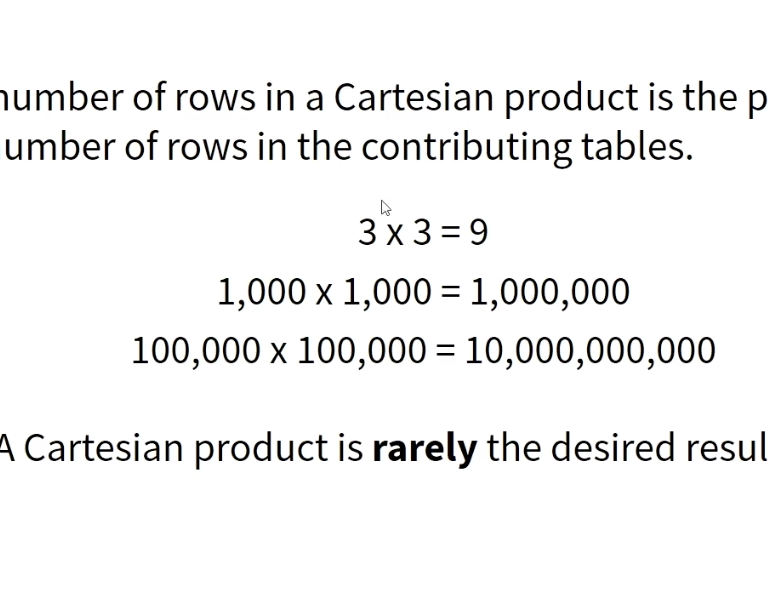 number of rows in a Cartesian product is the p
umber of rows in the contributing tables.
3 x 3 = 9
1,000 x 1,000 = 1,000,000
100,000 x 100,000 = 10,000,000,000
A Cartesian product is rarely the desired resul